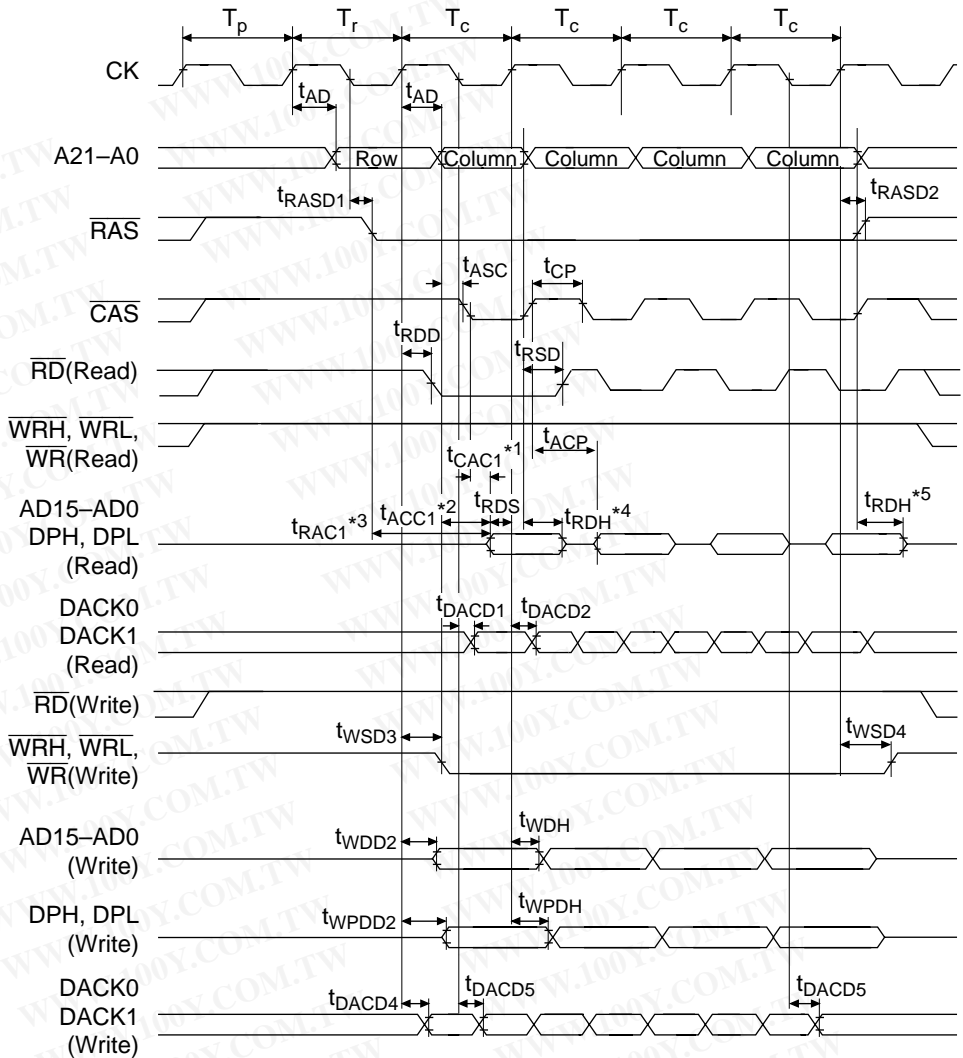 Tp Tr Tc Tc Tc Tc
CK
tAD tAD
A21–A0 Row Column Column Column Column
tRASD1 tRASD2
RAS
tASC tCP
CAS
tRDD tRSD
RD(Read)
WRH, WRL,
WR(Read)
tACP
tCAC1*1
AD15–AD0
DPH, DPL
(Read)
tRAC1*3 tACC1*2 tRDS tRDH*4 tRDH*5
DACK0
DACK1
(Read)
tDACD1 tDACD2
RD(Write)
WRH, WRL,
WR(Write)
tWSD3 tWSD4
AD15–AD0
(Write)
tWDD2 tWDH
DPH, DPL
(Write)
tWPDD2 tWPDH
DACK0
DACK1
(Write)
tDACD4 tDACD5 tDACD5
WWW.100Y.COM.TW